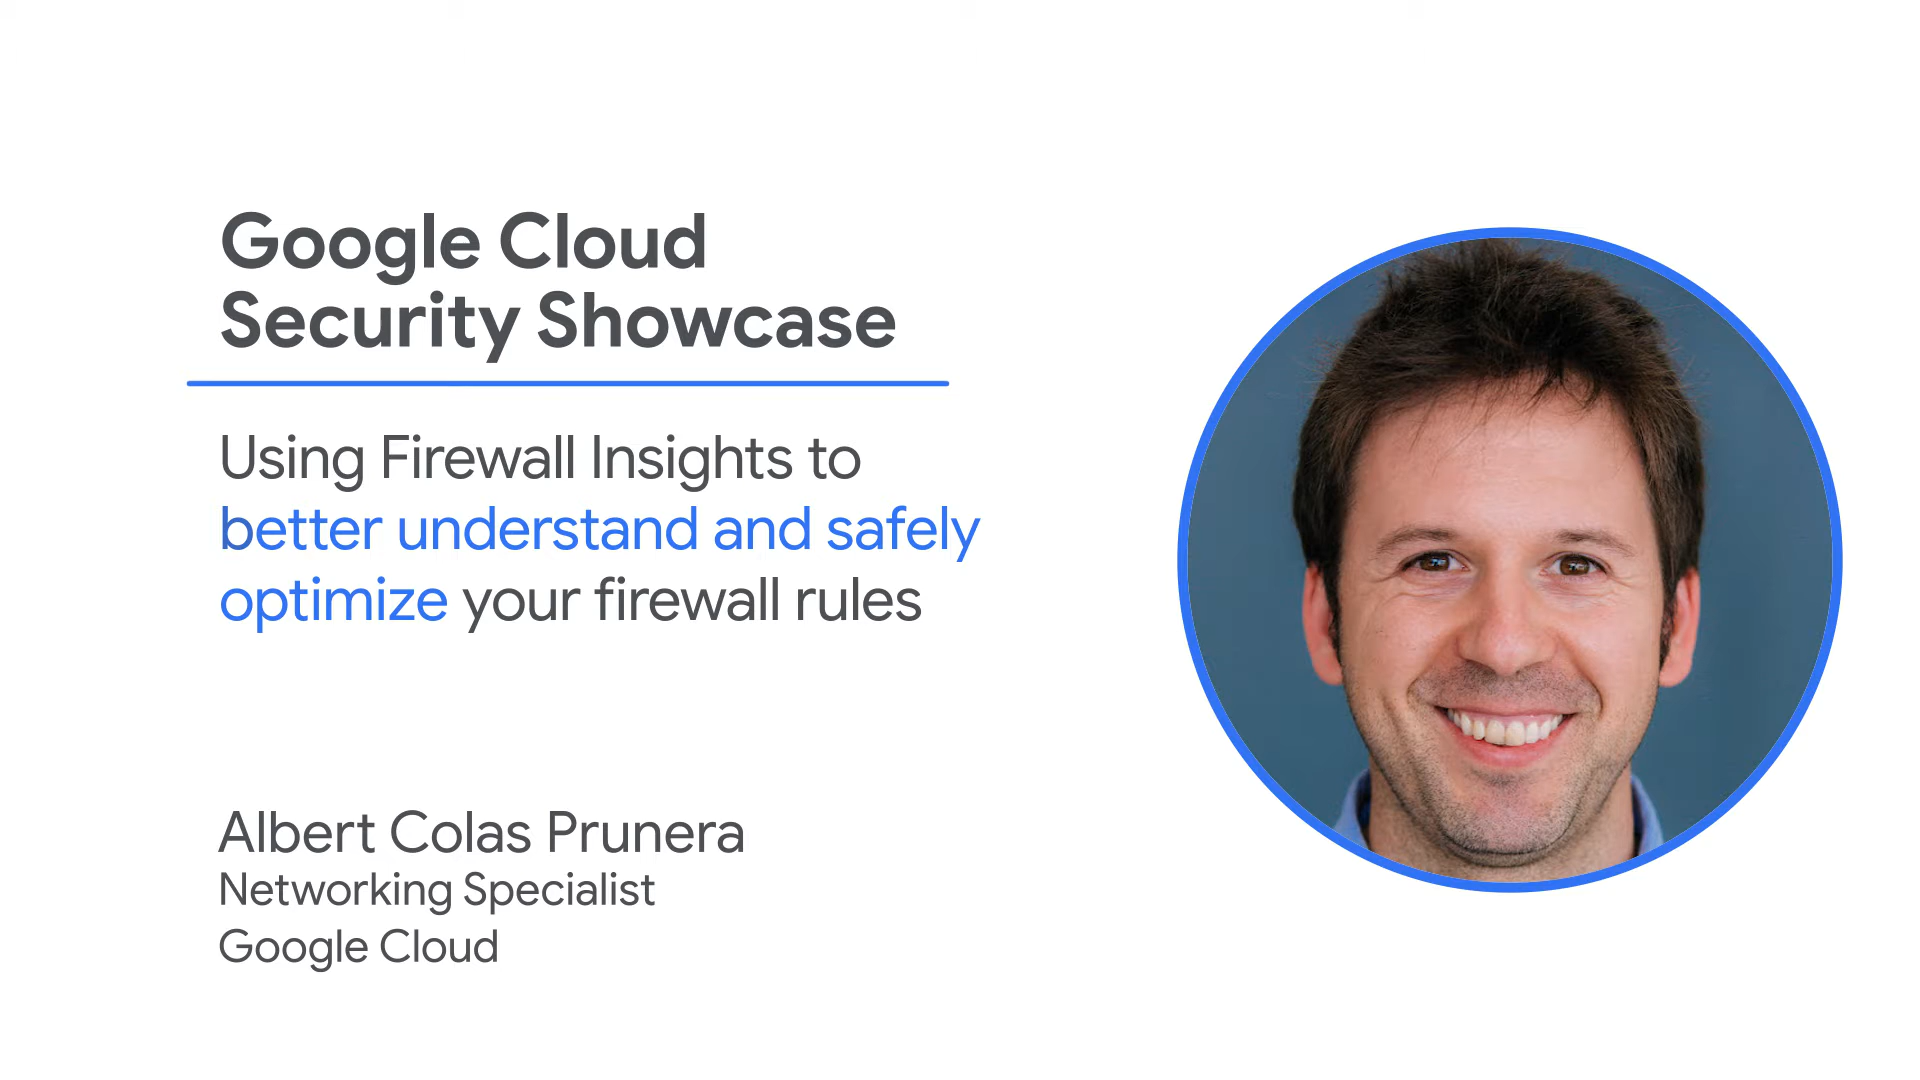 Google Cloud
Security Showcase
Using Firewall Insights to
better understand and safely
optimize your firewall rules
Albert Colas Prunera
Networking Specialist
Google Cloud